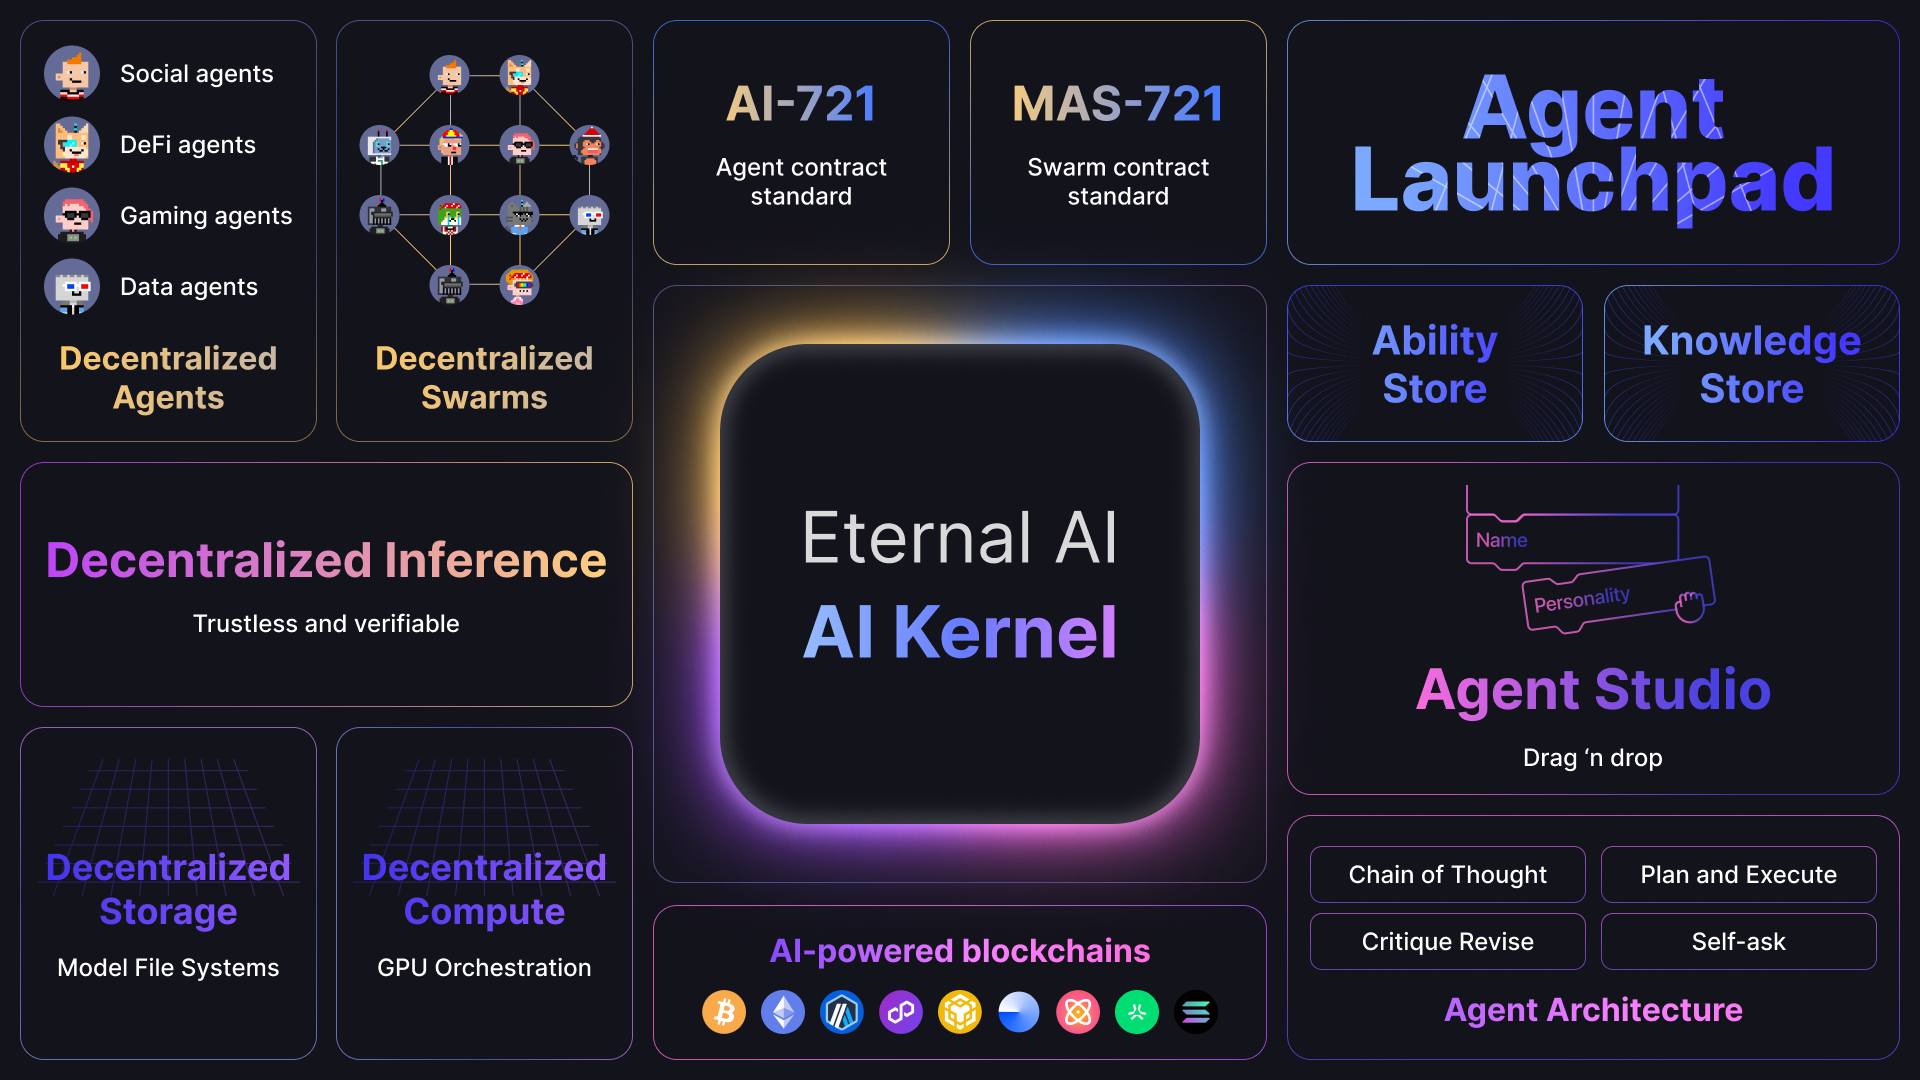 Social agents
DeFi agents
Gaming agents
Data agents
Decentralized
Agents
Decentralized
Swarms
AI-721
Agent contract
standard
MAS-721
Swarm contract
standard
Agent
Launchpad
Ability
Store
Knowledge
Store
Decentralized Inference
Trustless and verifiable
Eternal AI
AI Kernel
Name
Personality
Agent Studio
Drag ‘n drop
Decentralized
Storage
Model File Systems
Decentralized
Compute
GPU Orchestration
AI-powered blockchains
Chain of Thought
Plan and Execute
Critique Revise
Self-ask
Agent Architecture